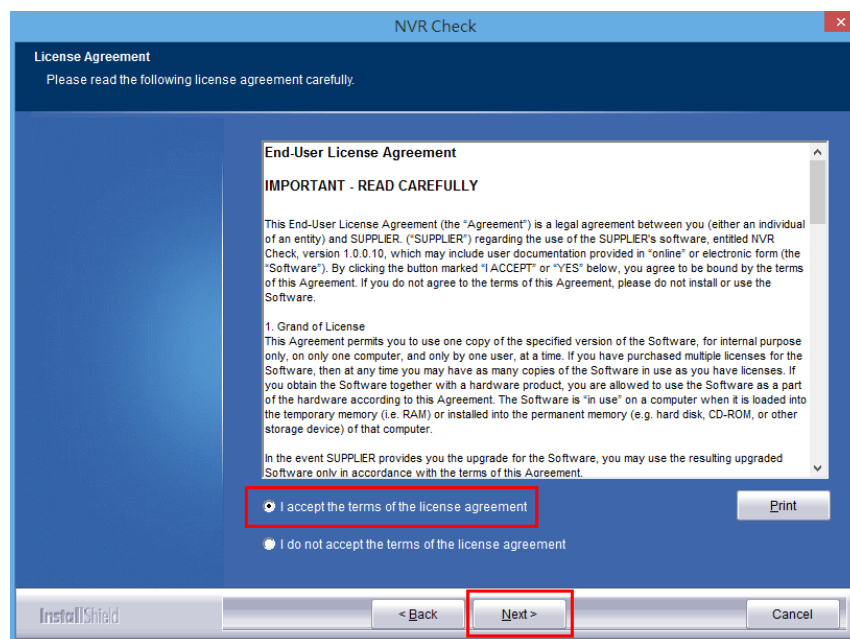 NVR Check
License Agreement
Please read the following license agreement carefully.
End-User License Agreement
IMPORTANT - READ CAREFULLY
This End-User License Agreement (the “Agreement”) is a legal agreement between you (either an individual
of an entity) and SUPPLIER. (“SUPPLIER”) regarding the use of the SUPPLIER's software, entitled NVR
Check, version 1.0.0.10, which may include user documentation provided in “online” or electronic form (the
“Software”). By clicking the button marked “I ACCEPT” or “YES” below, you agree to be bound by the terms
of this Agreement. If you do not agree to the terms of this Agreement, please do not install or use the
Software.
1. Grand of License
This Agreement permits you to use one copy of the specified version of the Software, for internal purpose
only, on only one computer, and only by one user, at a time. If you have purchased multiple licenses for the
Software, then at any time you may have as many copies of the Software in use as you have licenses. If
you obtain the Software together with a hardware product, you are allowed to use the Software as a part
of the hardware according to this Agreement. The Software is “in use” on a computer when it is loaded into
the temporary memory (i.e. RAM) or installed into the permanent memory (e.g. hard disk, CD-ROM, or other
storage device) of that computer.
In the event SUPPLIER provides you the upgrade for the Software, you may use the resulting upgraded
Software only in accordance with the terms of this Agreement.
I accept the terms of the license agreement
Print
I do not accept the terms of the license agreement
InstallShield
< Back
Next >
Cancel